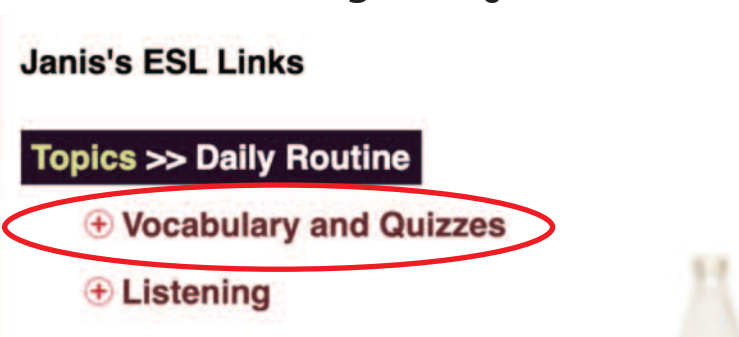 Janis's ESL Links
Topics >> Daily Routine
Vocabulary and Quizzes
Listening